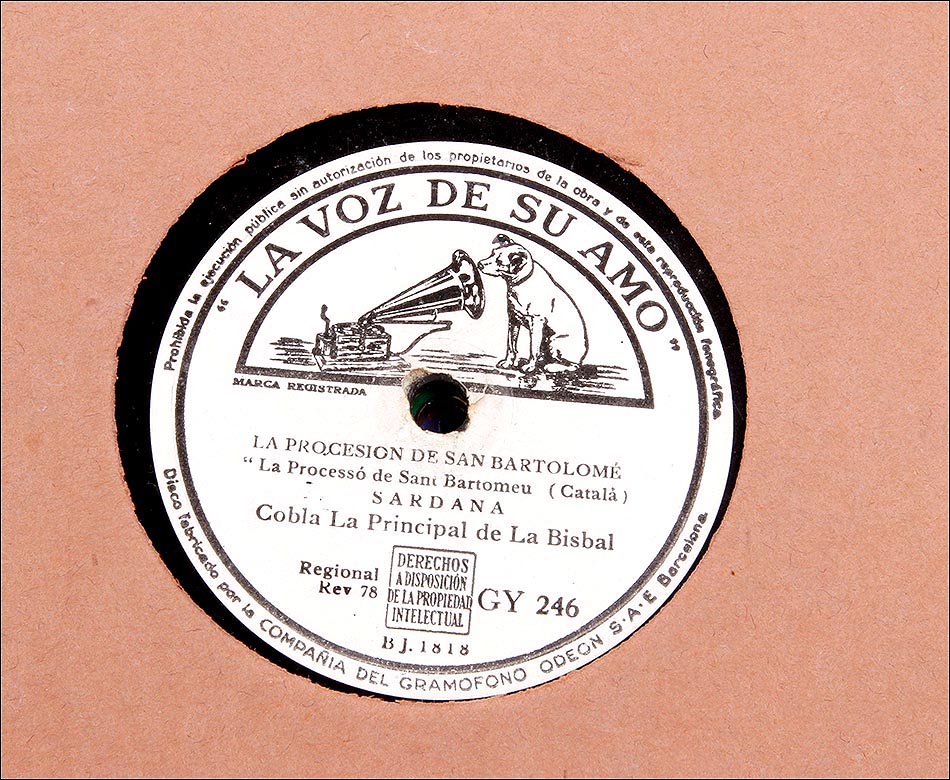 Prohibida la ejecución pública sin autorización de los propietarios de la obra y de esta reproducción fonográfica
"LA VOZ DE SU AMO"
MARCA REGISTRADA
LA PROCESION DE SAN BARTOLOMÉ
"La Processó de Sant Bartomeu (Català)
SARDANA
Cobla La Principal de La Bisbal
Regional
Rev 78
DERECHOS
A DISPOSICIÓN
DE LA PROPIEDAD
INTELECTUAL
GY 246
BJ. 1818
Disco fabricado por la COMPAÑIA DEL GRAMOFONO ODEON S·A·E Barcelona